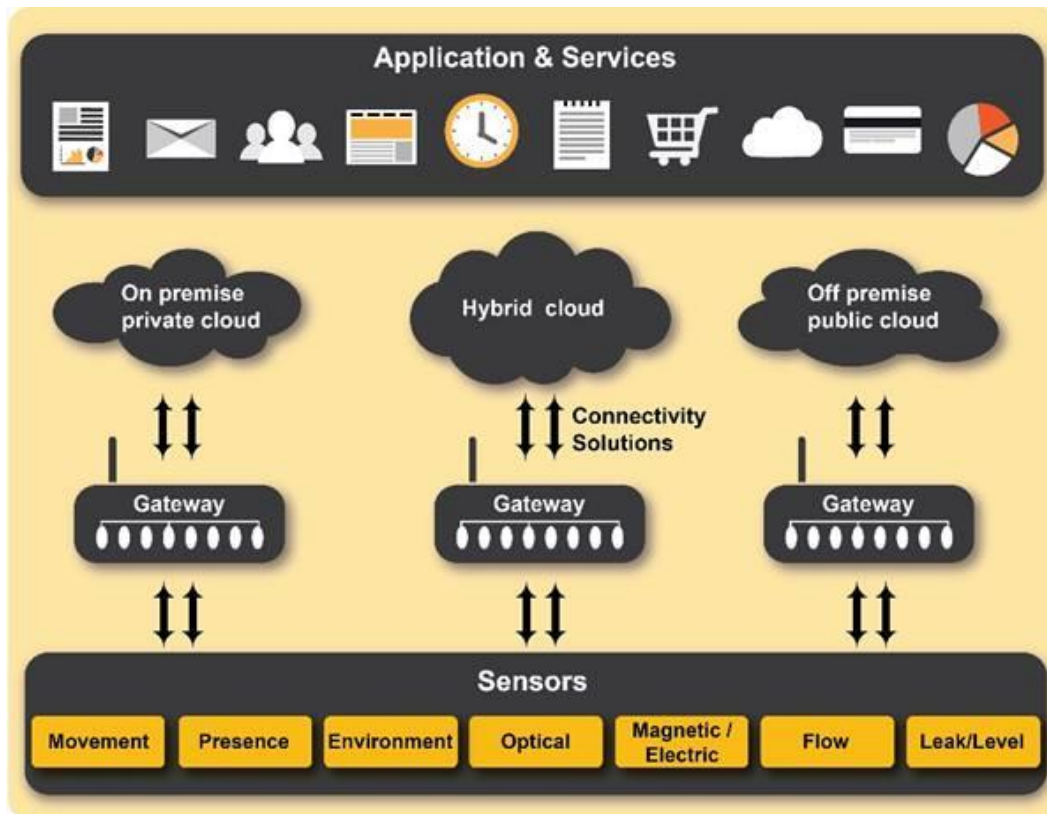 Application & Services
On premise
private cloud
Hybrid cloud
Off premise
public cloud
Connectivity
Solutions
Gateway
Gateway
Gateway
Sensors
Movement
Presence
Environment
Optical
Magnetic /
Electric
Flow
Leak/Level